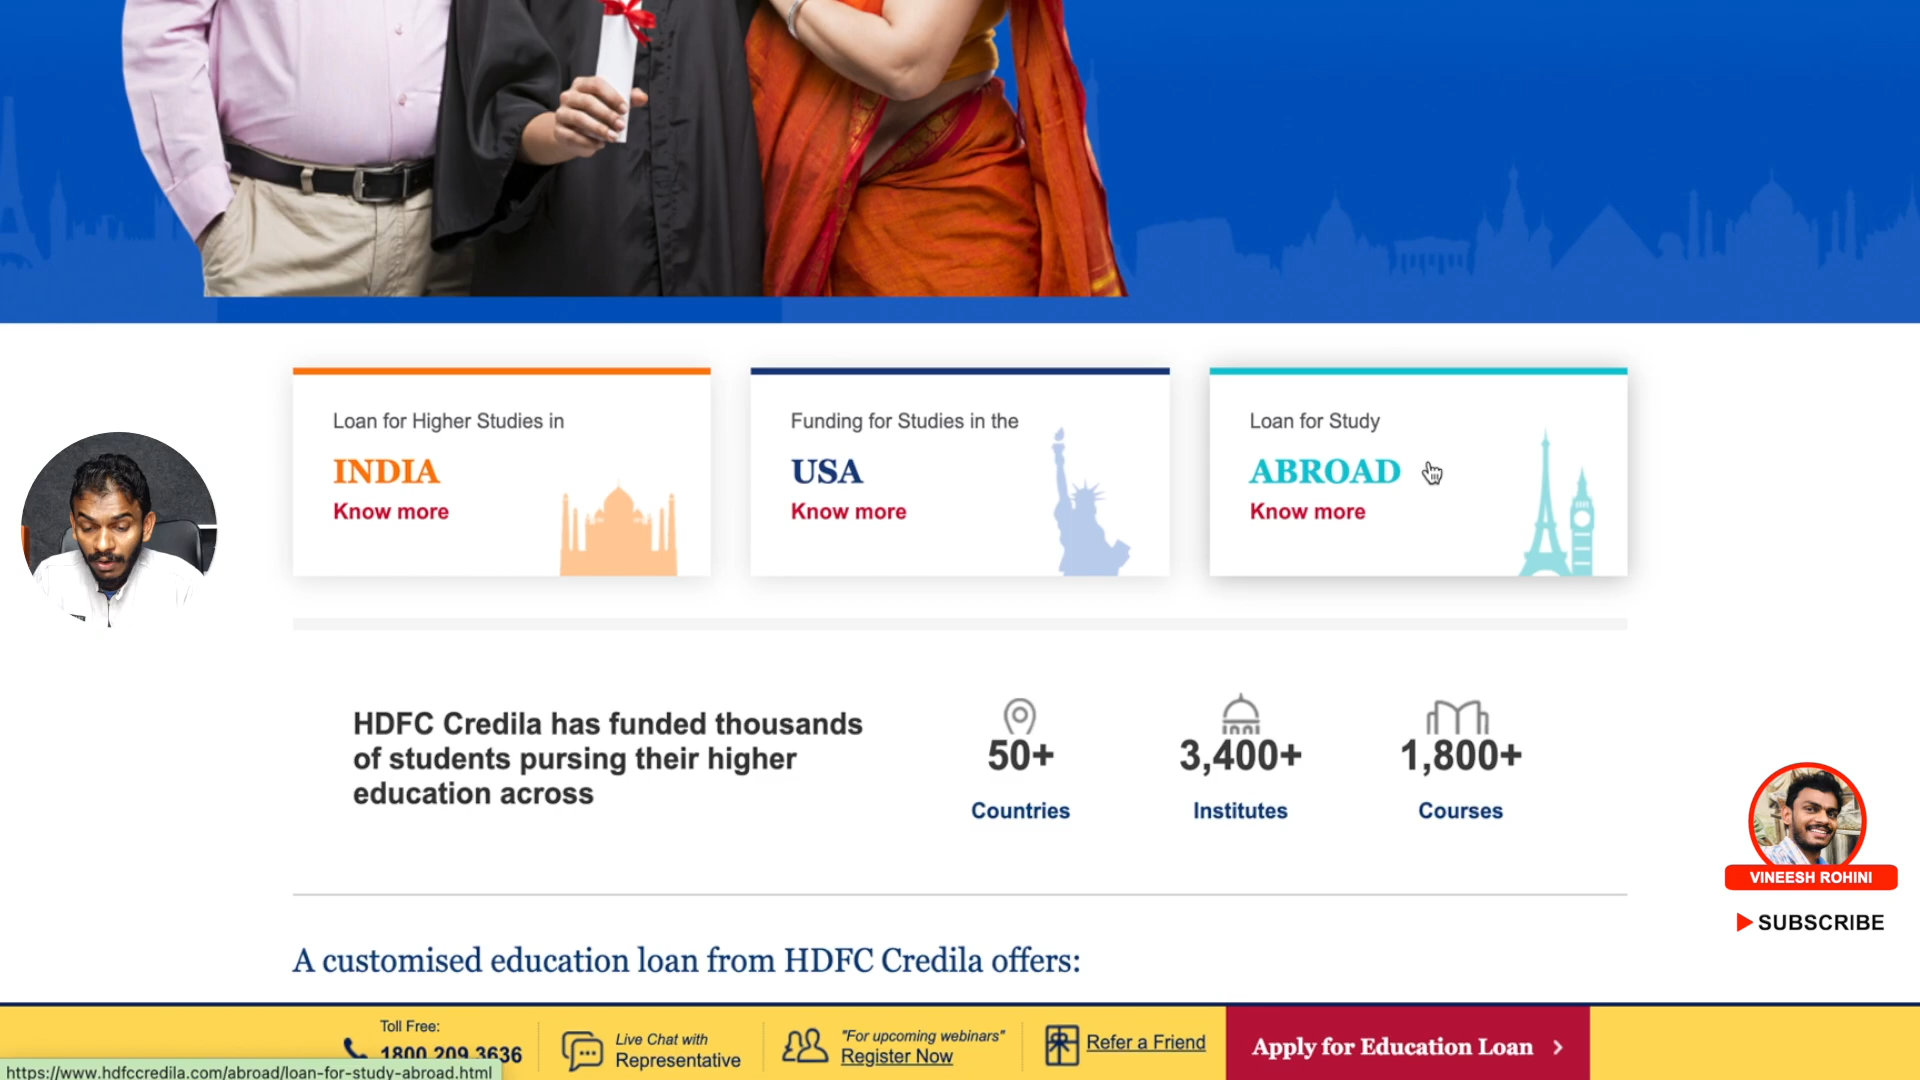 Loan for Higher Studies in
INDIA
Know more
Funding for Studies in the
USA
Know more
Loan for Study
ABROAD
Know more
HDFC Credila has funded thousands
of students pursing their higher
education across
50+
Countries
3,400+
Institutes
1,800+
Courses
VINEESH ROHINI
SUBSCRIBE
A customised education loan from HDFC Credila offers:
Toll Free:
1800 209 3636
Live Chat with
Representative
"For upcoming webinars"
Register Now
Refer a Friend
Apply for Education Loan
https://www.hdfccredila.com/abroad/loan-for-study-abroad.html